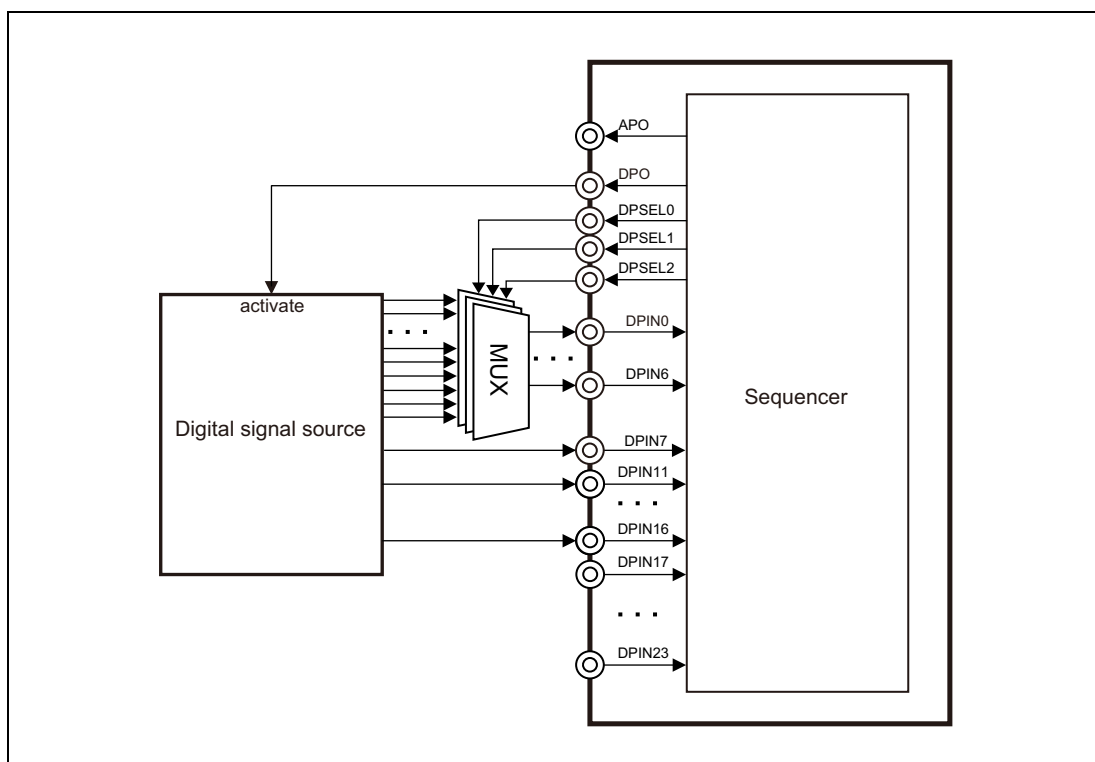 APO
DPO
DPSEL0
DPSEL1
DPSEL2
activate
. . .
DPIN0
MUX
. . .
DPIN6
Sequencer
Digital signal source
DPIN7
DPIN11
. . .
DPIN16
DPIN17
. . .
DPIN23